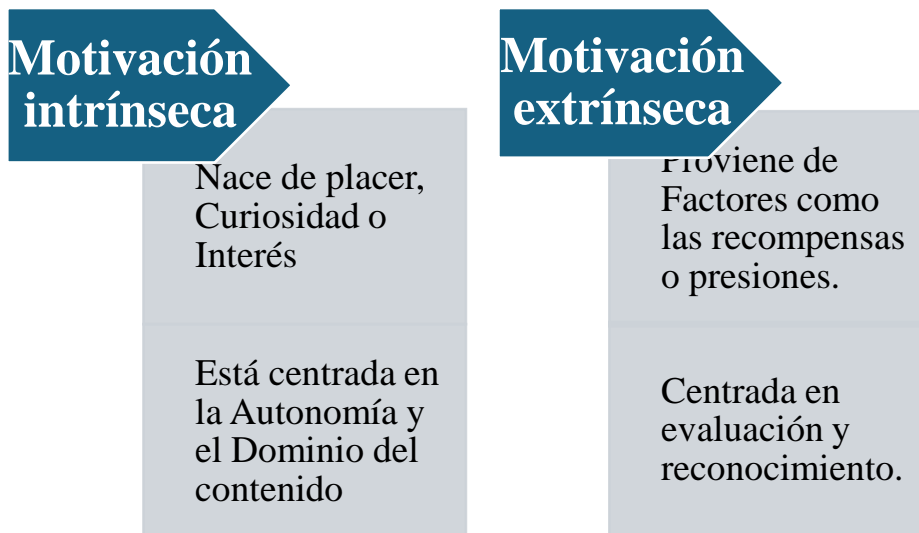 Motivación
intrínseca
Nace de placer,
Curiosidad o
Interés
Está centrada en
la Autonomía y
el Dominio del
contenido
Motivación
extrínseca
Proviene de
Factores como
las recompensas
o presiones.
Centrada en
evaluación y
reconocimiento.